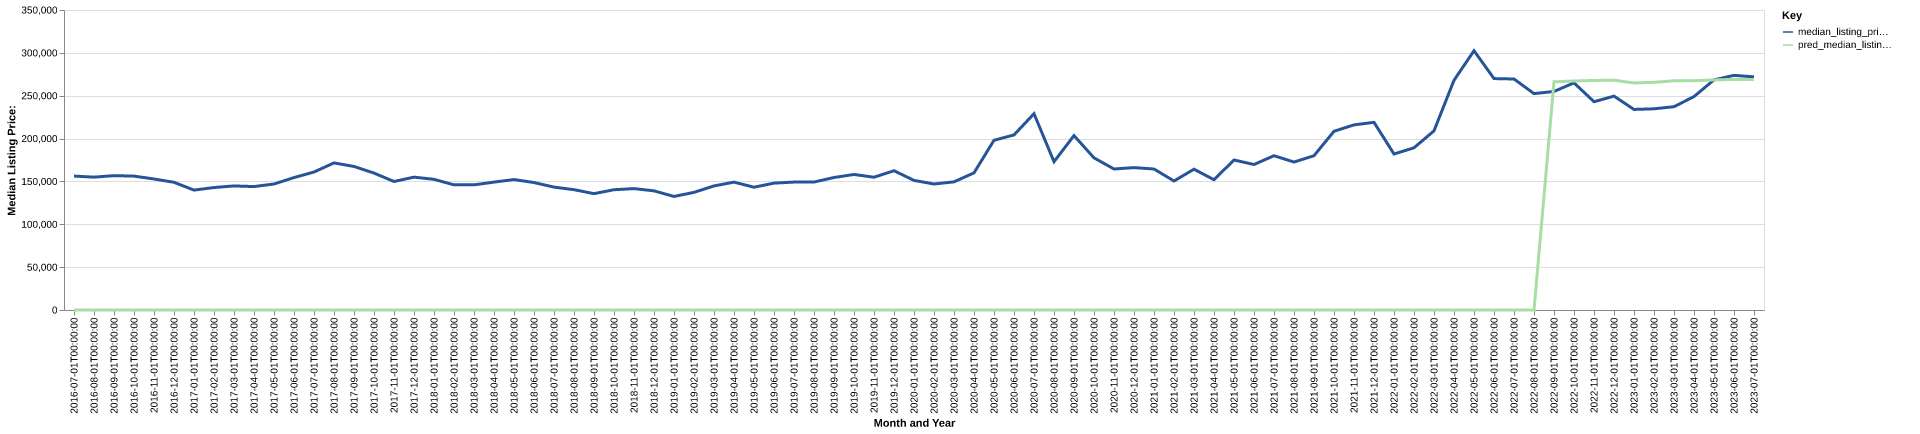 350,000
300,000
250,000
200,000
150,000
100,000
50,000
0
Median Listing Price:
2016-07-01T00:00:00
2016-08-01T00:00:00
2016-09-01T00:00:00
2016-10-01T00:00:00
2016-11-01T00:00:00
2016-12-01T00:00:00
2017-01-01T00:00:00
2017-02-01T00:00:00
2017-03-01T00:00:00
2017-04-01T00:00:00
2017-05-01T00:00:00
2017-06-01T00:00:00
2017-07-01T00:00:00
2017-08-01T00:00:00
2017-09-01T00:00:00
2017-10-01T00:00:00
2017-11-01T00:00:00
2017-12-01T00:00:00
2018-01-01T00:00:00
2018-02-01T00:00:00
2018-03-01T00:00:00
2018-04-01T00:00:00
2018-05-01T00:00:00
2018-06-01T00:00:00
2018-07-01T00:00:00
2018-08-01T00:00:00
2018-09-01T00:00:00
2018-10-01T00:00:00
2018-11-01T00:00:00
2018-12-01T00:00:00
2019-01-01T00:00:00
2019-02-01T00:00:00
2019-03-01T00:00:00
2019-04-01T00:00:00
2019-05-01T00:00:00
2019-06-01T00:00:00
2019-07-01T00:00:00
2019-08-01T00:00:00
2019-09-01T00:00:00
2019-10-01T00:00:00
2019-11-01T00:00:00
2019-12-01T00:00:00
2020-01-01T00:00:00
2020-02-01T00:00:00
2020-03-01T00:00:00
2020-04-01T00:00:00
2020-05-01T00:00:00
2020-06-01T00:00:00
2020-07-01T00:00:00
2020-08-01T00:00:00
2020-09-01T00:00:00
2020-10-01T00:00:00
2020-11-01T00:00:00
2020-12-01T00:00:00
2021-01-01T00:00:00
2021-02-01T00:00:00
2021-03-01T00:00:00
2021-04-01T00:00:00
2021-05-01T00:00:00
2021-06-01T00:00:00
2021-07-01T00:00:00
2021-08-01T00:00:00
2021-09-01T00:00:00
2021-10-01T00:00:00
2021-11-01T00:00:00
2021-12-01T00:00:00
2022-01-01T00:00:00
2022-02-01T00:00:00
2022-03-01T00:00:00
2022-04-01T00:00:00
2022-05-01T00:00:00
2022-06-01T00:00:00
2022-07-01T00:00:00
2022-08-01T00:00:00
2022-09-01T00:00:00
2022-10-01T00:00:00
2022-11-01T00:00:00
2022-12-01T00:00:00
2023-01-01T00:00:00
2023-02-01T00:00:00
2023-03-01T00:00:00
2023-04-01T00:00:00
2023-05-01T00:00:00
2023-06-01T00:00:00
2023-07-01T00:00:00
Month and Year
Key
median_listing_pri…
pred_median_listin…